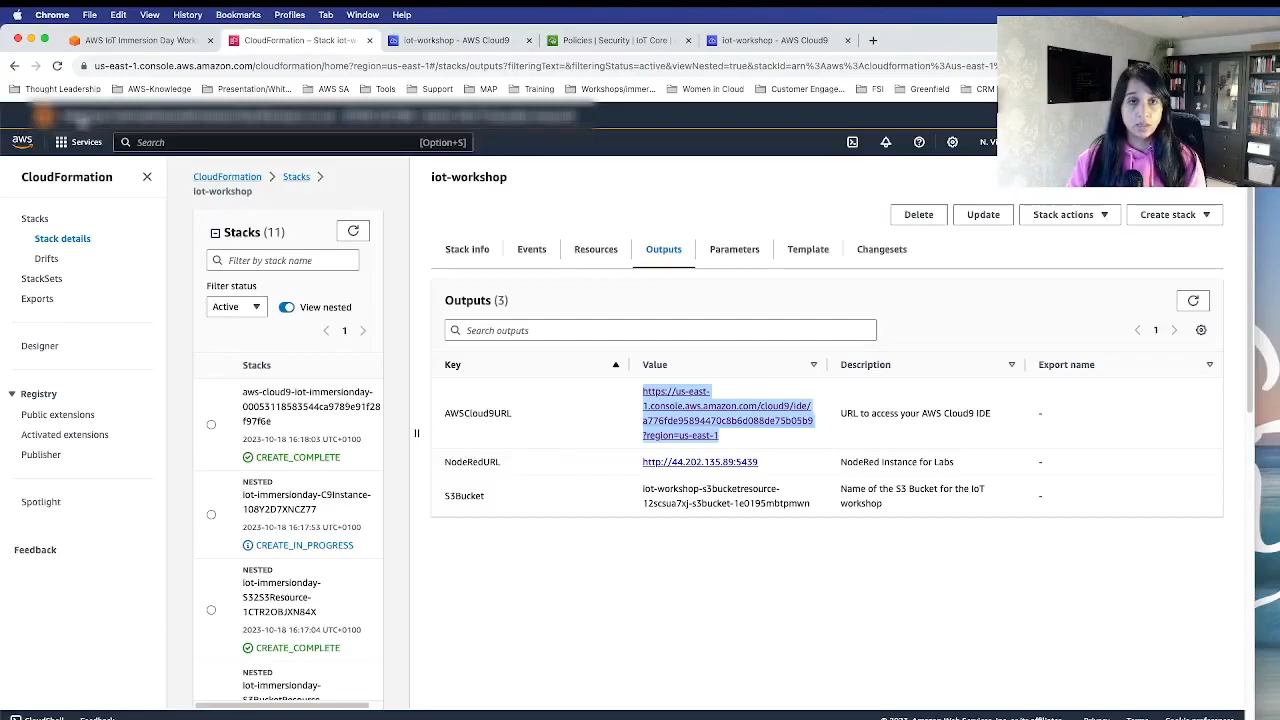 Chrome File Edit View History Bookmarks Profiles Tab Window Help
AWS IoT Immersion Day Work
CloudFormation – Stack iot-w
iot-workshop – AWS Cloud9
Policies | Security | IoT Core |
iot-workshop – AWS Cloud9
us-east-1.console.aws.amazon.com/cloudformation/home?region=us-east-1#/stacks/outputs?filteringText=&filteringStatus=active&viewNested=true&stackId=arn%3Aaws%3Acloudformation%3Aus-east-1%
Thought Leadership AWS-Knowledge Presentation/Whit... AWS SA Tools Support MAP Training Workshops/immer... Women in Cloud Customer Engage... FSI Greenfield CRM
aws Services Search [Option+S] N. Vi
CloudFormation
Stacks
Stack details
Drifts
StackSets
Exports
Designer
Registry
Public extensions
Activated extensions
Publisher
Spotlight
Feedback
CloudFormation > Stacks >
iot-workshop
Stacks (11)
Filter by stack name
Filter status
Active View nested
1
Stacks
aws-cloud9-iot-immersionday-
00053118583544ca9789e91f28
f97f6e
2023-10-18 16:18:03 UTC+0100
CREATE_COMPLETE
NESTED
iot-immersionday-C9Instance-
108Y2D7XNCZ77
2023-10-18 16:17:53 UTC+0100
CREATE_IN_PROGRESS
NESTED
iot-immersionday-
S32S3Resource-
1CTR2OBJXN84X
2023-10-18 16:17:04 UTC+0100
CREATE_COMPLETE
NESTED
iot-immersionday-
S3BucketResource-
iot-workshop
Delete Update Stack actions Create stack
Stack info Events Resources Outputs Parameters Template Changesets
Outputs (3)
Search outputs
1
Key Value Description Export name
AWSCloud9URL
https://us-east-
1.console.aws.amazon.com/cloud9/ide/
a776fde95894470c8b6d088de75b05b9
?region=us-east-1
URL to access your AWS Cloud9 IDE
-
NodeRedURL http://44.202.135.89:5439 NodeRed Instance for Labs -
S3Bucket
iot-workshop-s3bucketresource-
12scsua7xj-s3bucket-1e0195mbtpmwn
Name of the S3 Bucket for the IoT
workshop
-
CloudShell Feedback